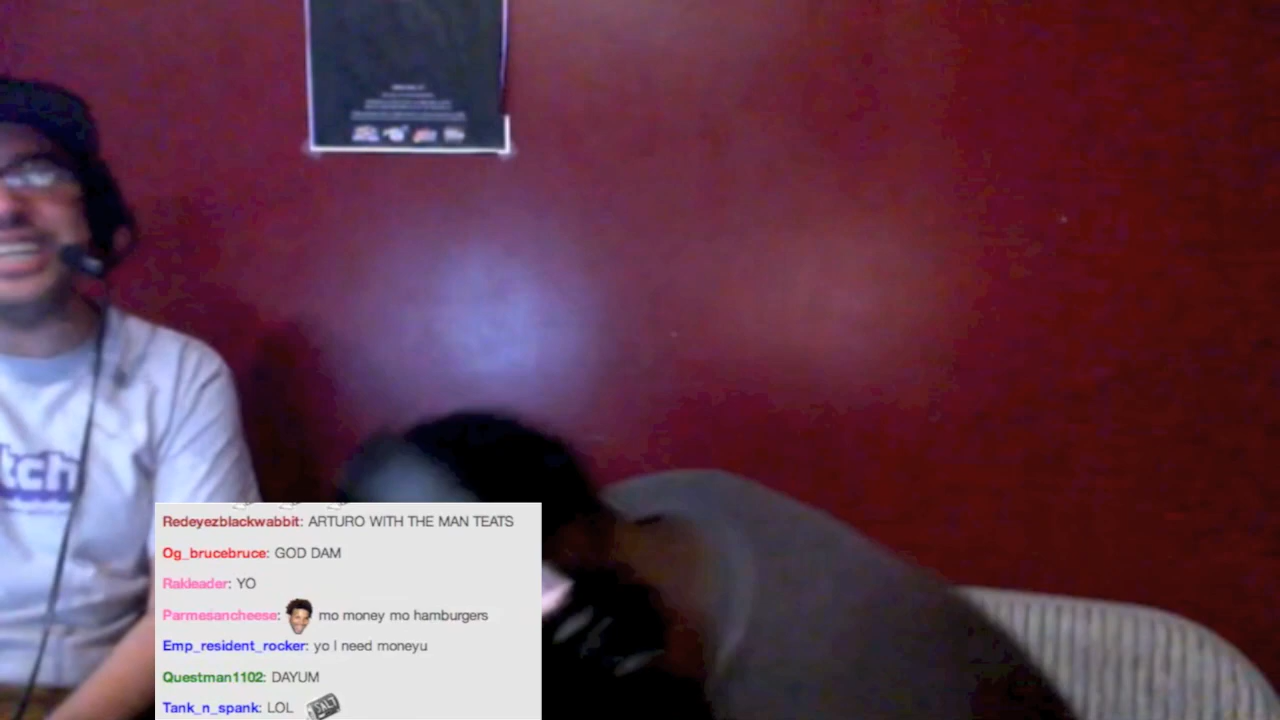 tch
Redeyezblackwabbit: ARTURO WITH THE MAN TEATS
Og_brucebruce: GOD DAM
Rakleader: YO
Parmesancheese: mo money mo hamburgers
Emp_resident_rocker: yo I need moneyu
Questman1102: DAYUM
Tank_n_spank: LOL